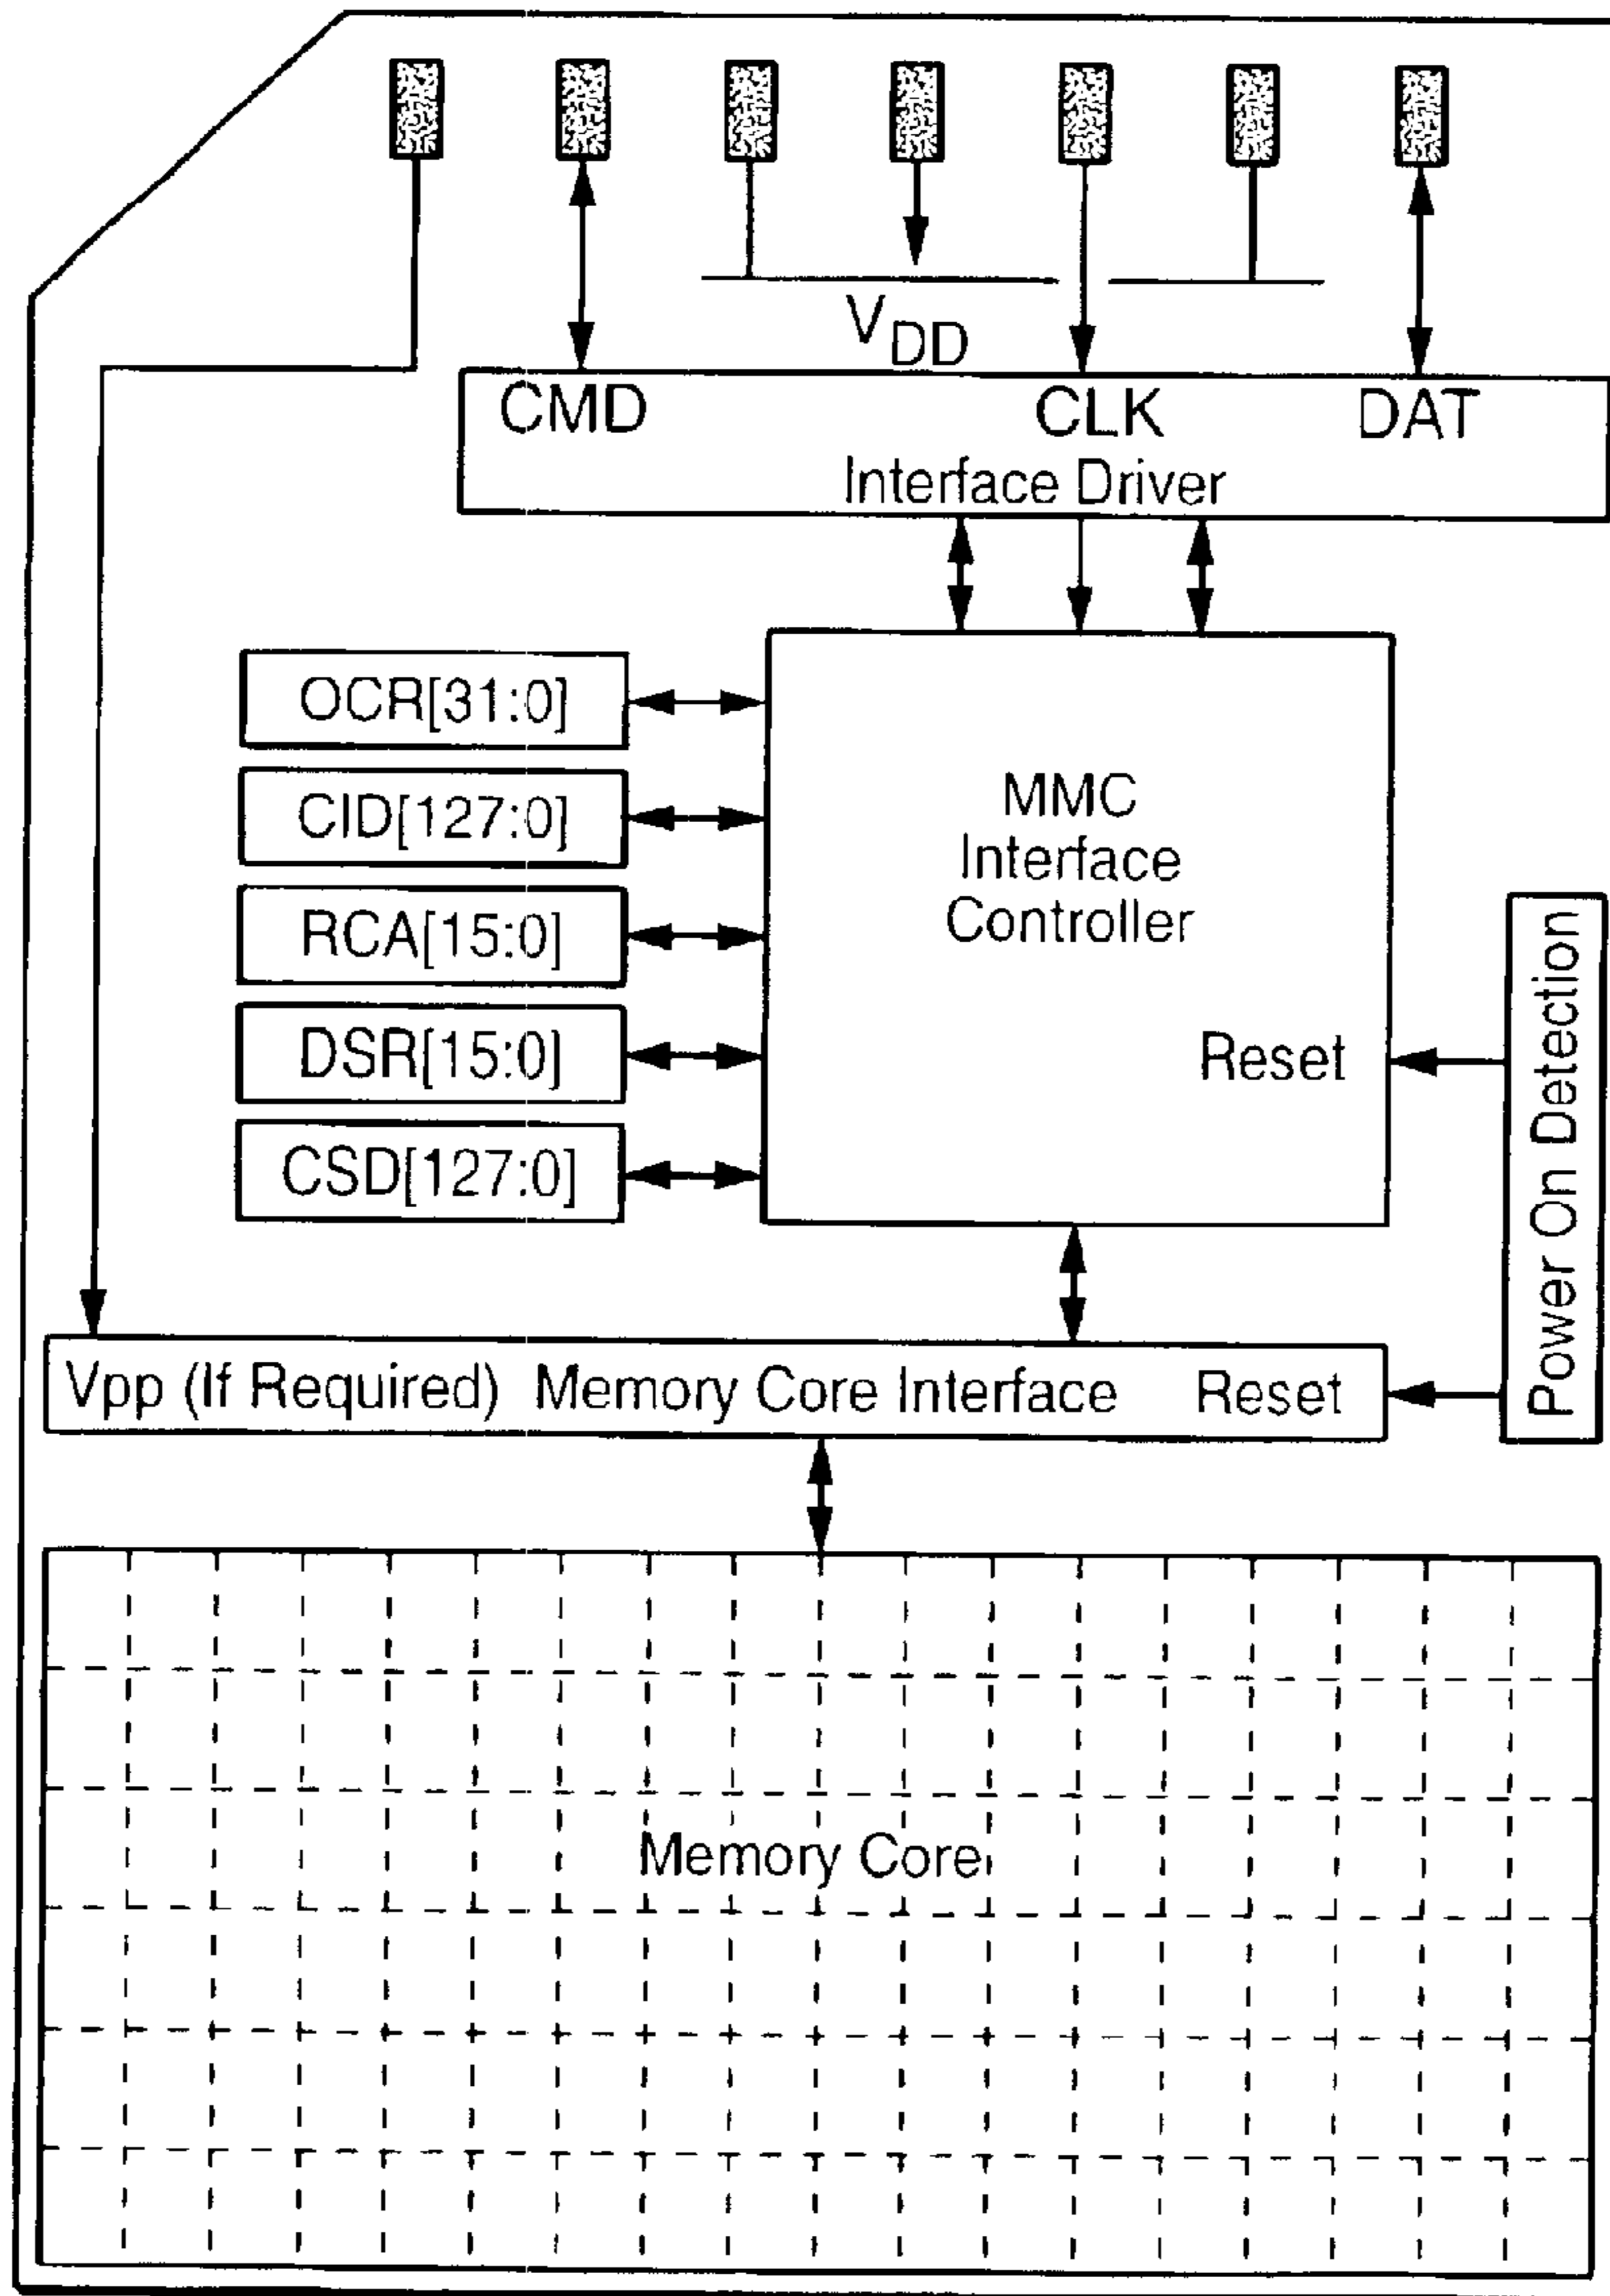 V_DD
CMD CLK DAT
Interface Driver
OCR[31:0]
CID[127:0]
RCA[15:0]
DSR[15:0]
CSD[127:0]
MMC
Interface
Controller
Reset
Power On Detection
Vpp (If Required) Memory Core Interface Reset
Memory Core